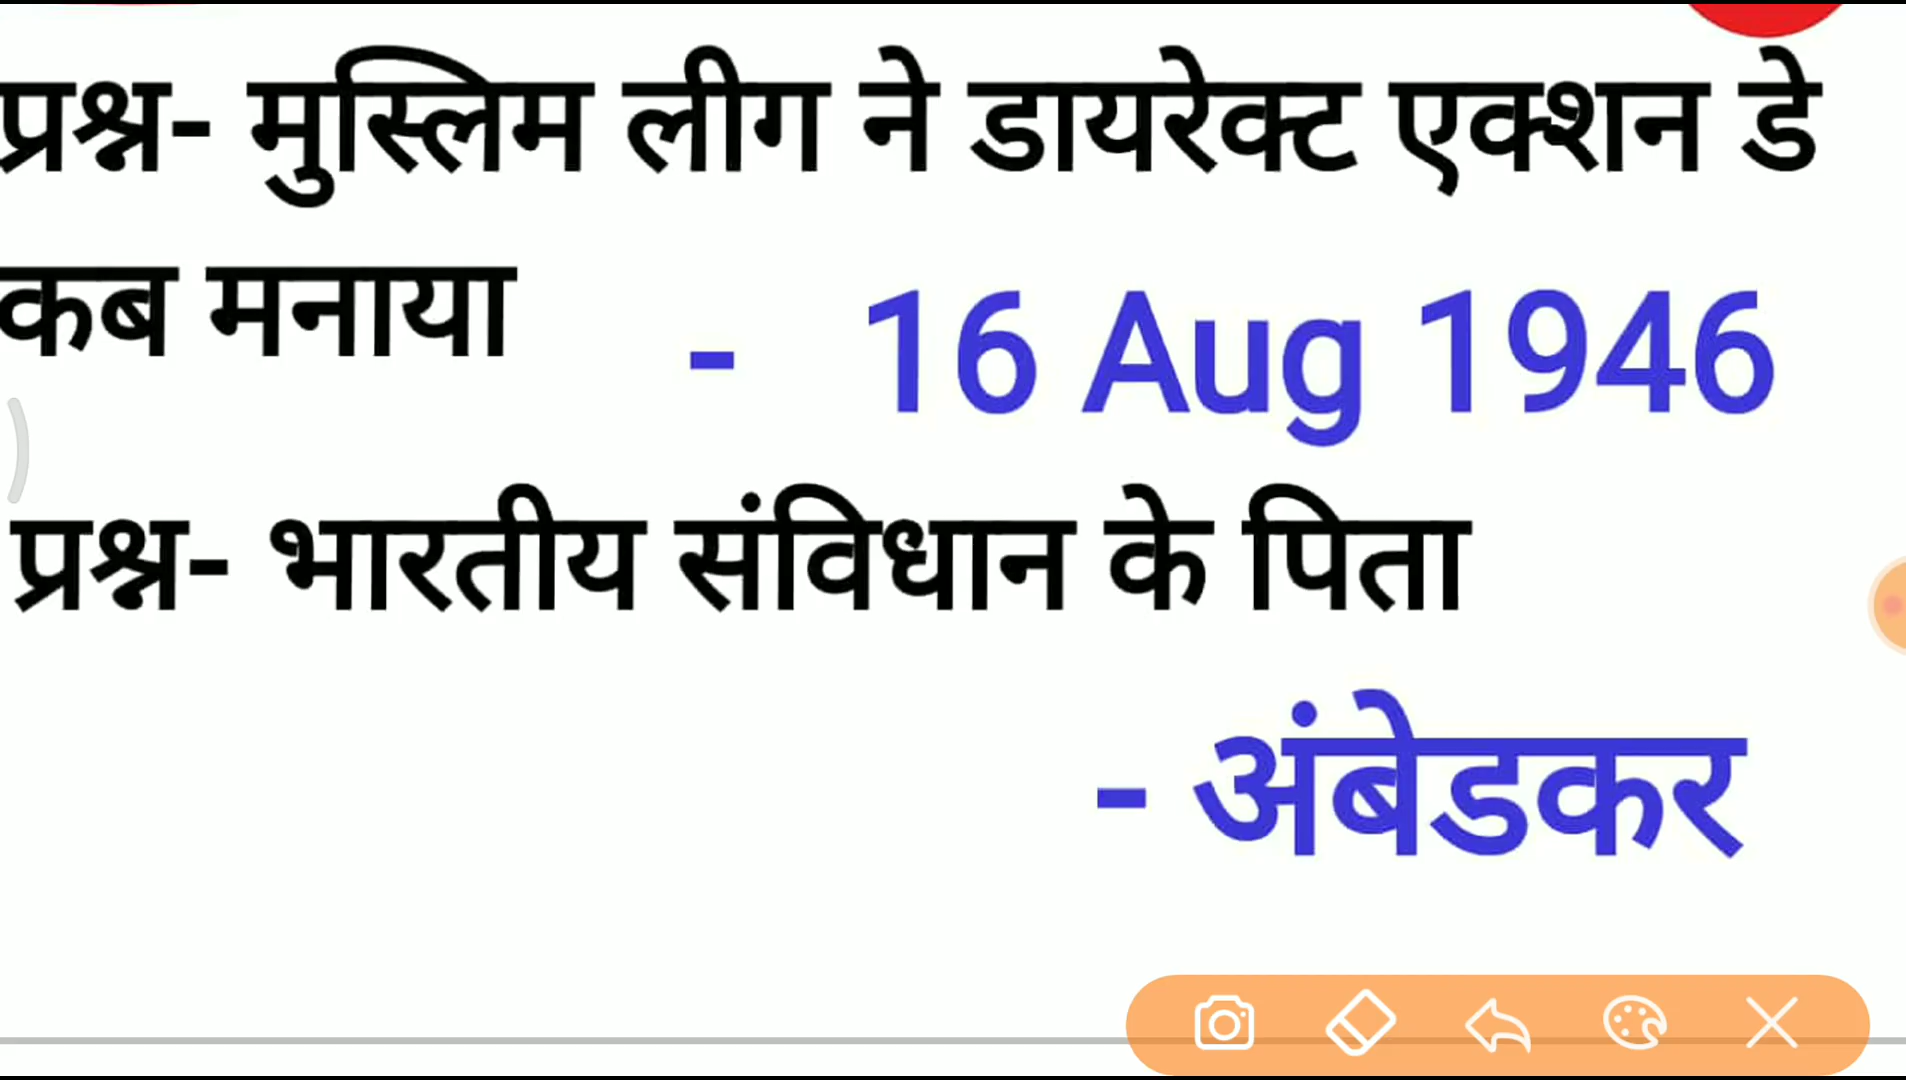 प्रश्न- मुस्लिम लीग ने डायरेक्ट एक्शन डे
कब मनाया - 16 Aug 1946
प्रश्न- भारतीय संविधान के पिता
- अंबेडकर